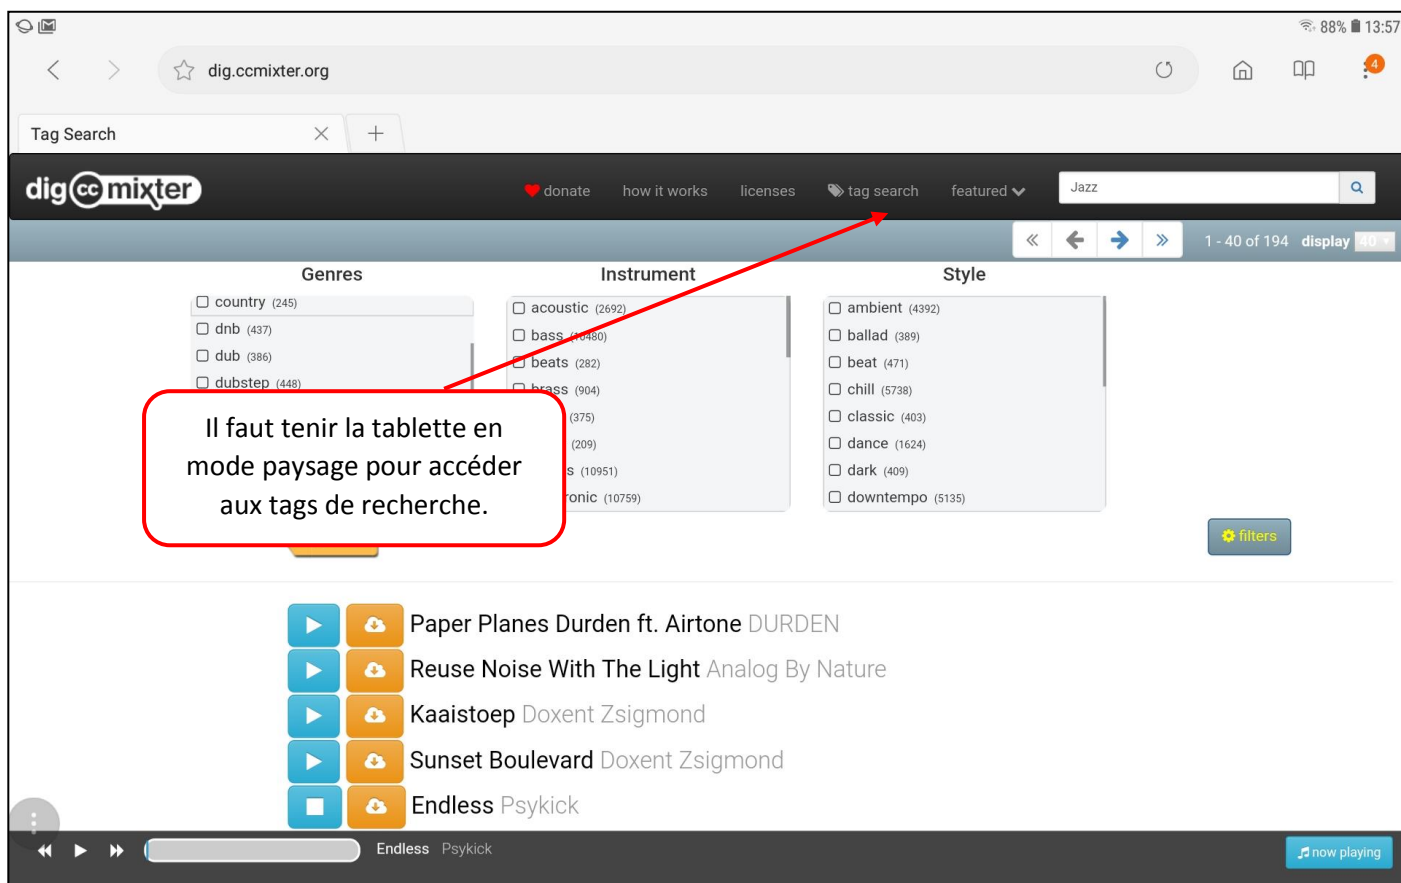 88% 13:57
dig.ccmixter.org
4
Tag Search
dig cc mixter
donate how it works licenses tag search featured
Jazz
1 - 40 of 194 display 40
Genres
country (245)
dnb (437)
dub (386)
dubstep (448)
Instrument
acoustic (2692)
bass (10480)
beats (282)
brass (904)
(375)
(209)
(10951)
(10759)
Style
ambient (4392)
ballad (389)
beat (471)
chill (5738)
classic (403)
dance (1624)
dark (409)
downtempo (5135)
Il faut tenir la tablette en
mode paysage pour accéder
aux tags de recherche.
filters
Paper Planes Durden ft. Airtone DURDEN
Reuse Noise With The Light Analog By Nature
Kaaistoep Doxent Zsigmond
Sunset Boulevard Doxent Zsigmond
Endless Psykick
Endless Psykick
now playing